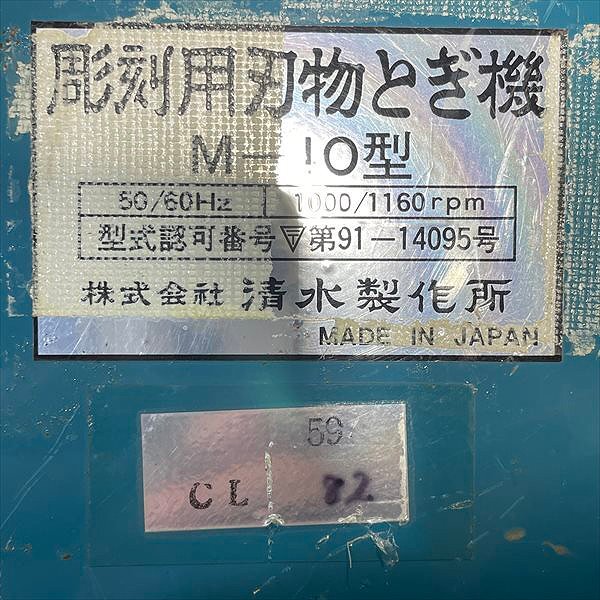 彫刻用刃物とぎ機
M-10型
50/60Hz 1000/1160rpm
型式認可番号 ▽〒 第91-14095号
株式会社 清水製作所
MADE IN JAPAN
59
CL 82